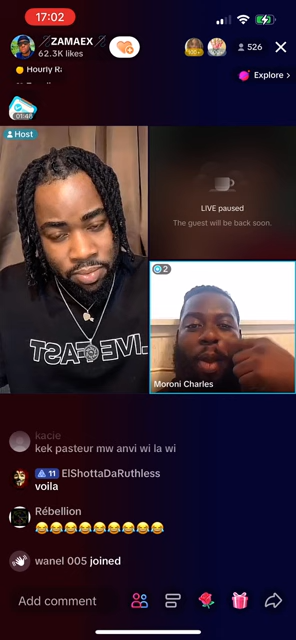 17:02
ZAMAEX
62.3K likes
526
Hourly Ra
Explore >
01:46
Host
LIVE paused
The guest will be back soon.
2
Moroni Charles
kacie
kek pasteur mw anvi wi la wi
11 ElShottaDaRuthless
voila
Rébellion
😂😂😂😂😂😂😂😂😂
wanel 005 joined
Add comment